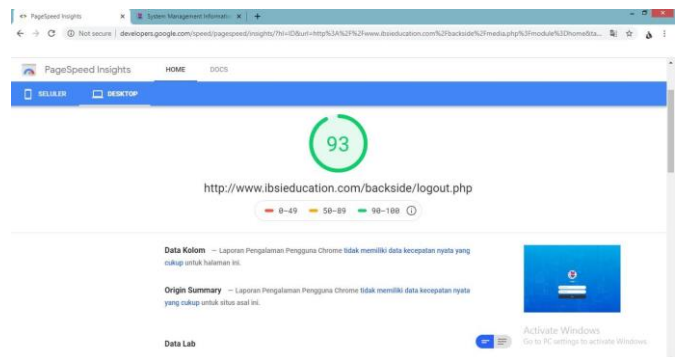 PageSpeed Insights
System Management Informatic
Not secure | developers.google.com/speed/pagespeed/insights/?hl=ID&url=http%3A%2F%2Fwww.ibsieducation.com%2Fbackside%2Fmedia.php%3Fmodule%3Dhome&ta...
PageSpeed Insights HOME DOCS
SELULER DESKTOP
93
http://www.ibsieducation.com/backside/logout.php
0-49 50-89 90-100
Data Kolom — Laporan Pengalaman Pengguna Chrome tidak memiliki data kecepatan nyata yang
cukup untuk halaman ini.
Origin Summary — Laporan Pengalaman Pengguna Chrome tidak memiliki data kecepatan nyata
yang cukup untuk situs asal ini.
Data Lab
Activate Windows
Go to PC settings to activate Windows.